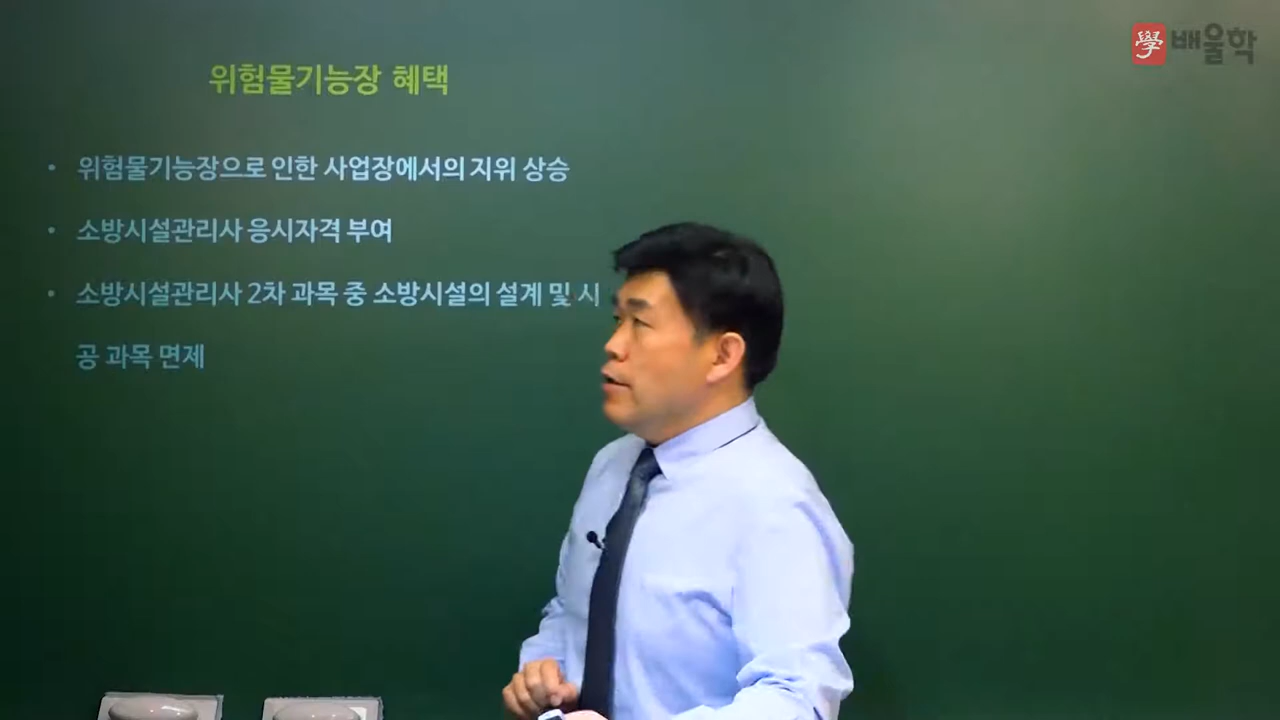 學 배울학
위험물기능장 혜택
• 위험물기능장으로 인한 사업장에서의 지위 상승
• 소방시설관리사 응시자격 부여
• 소방시설관리사 2차 과목 중 소방시설의 설계 및 시
공 과목 면제